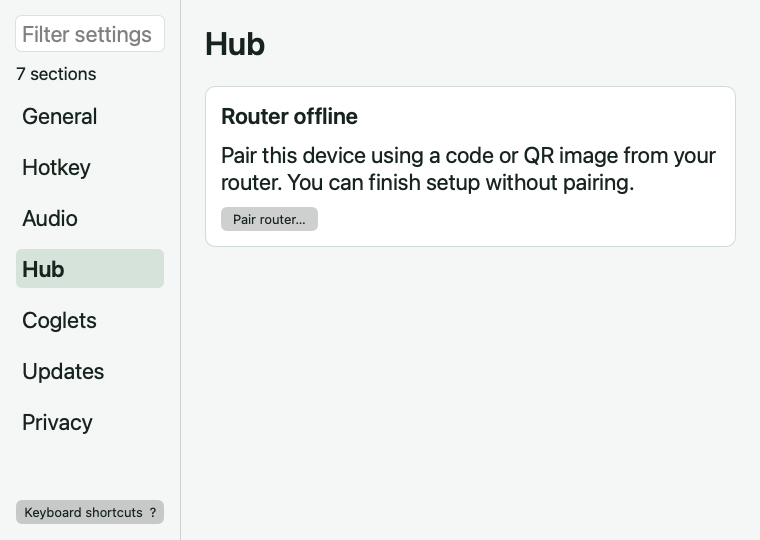 Filter settings
7 sections
General
Hotkey
Audio
Hub
Coglets
Updates
Privacy
Keyboard shortcuts ?
Hub
Router offline
Pair this device using a code or QR image from your
router. You can finish setup without pairing.
Pair router...